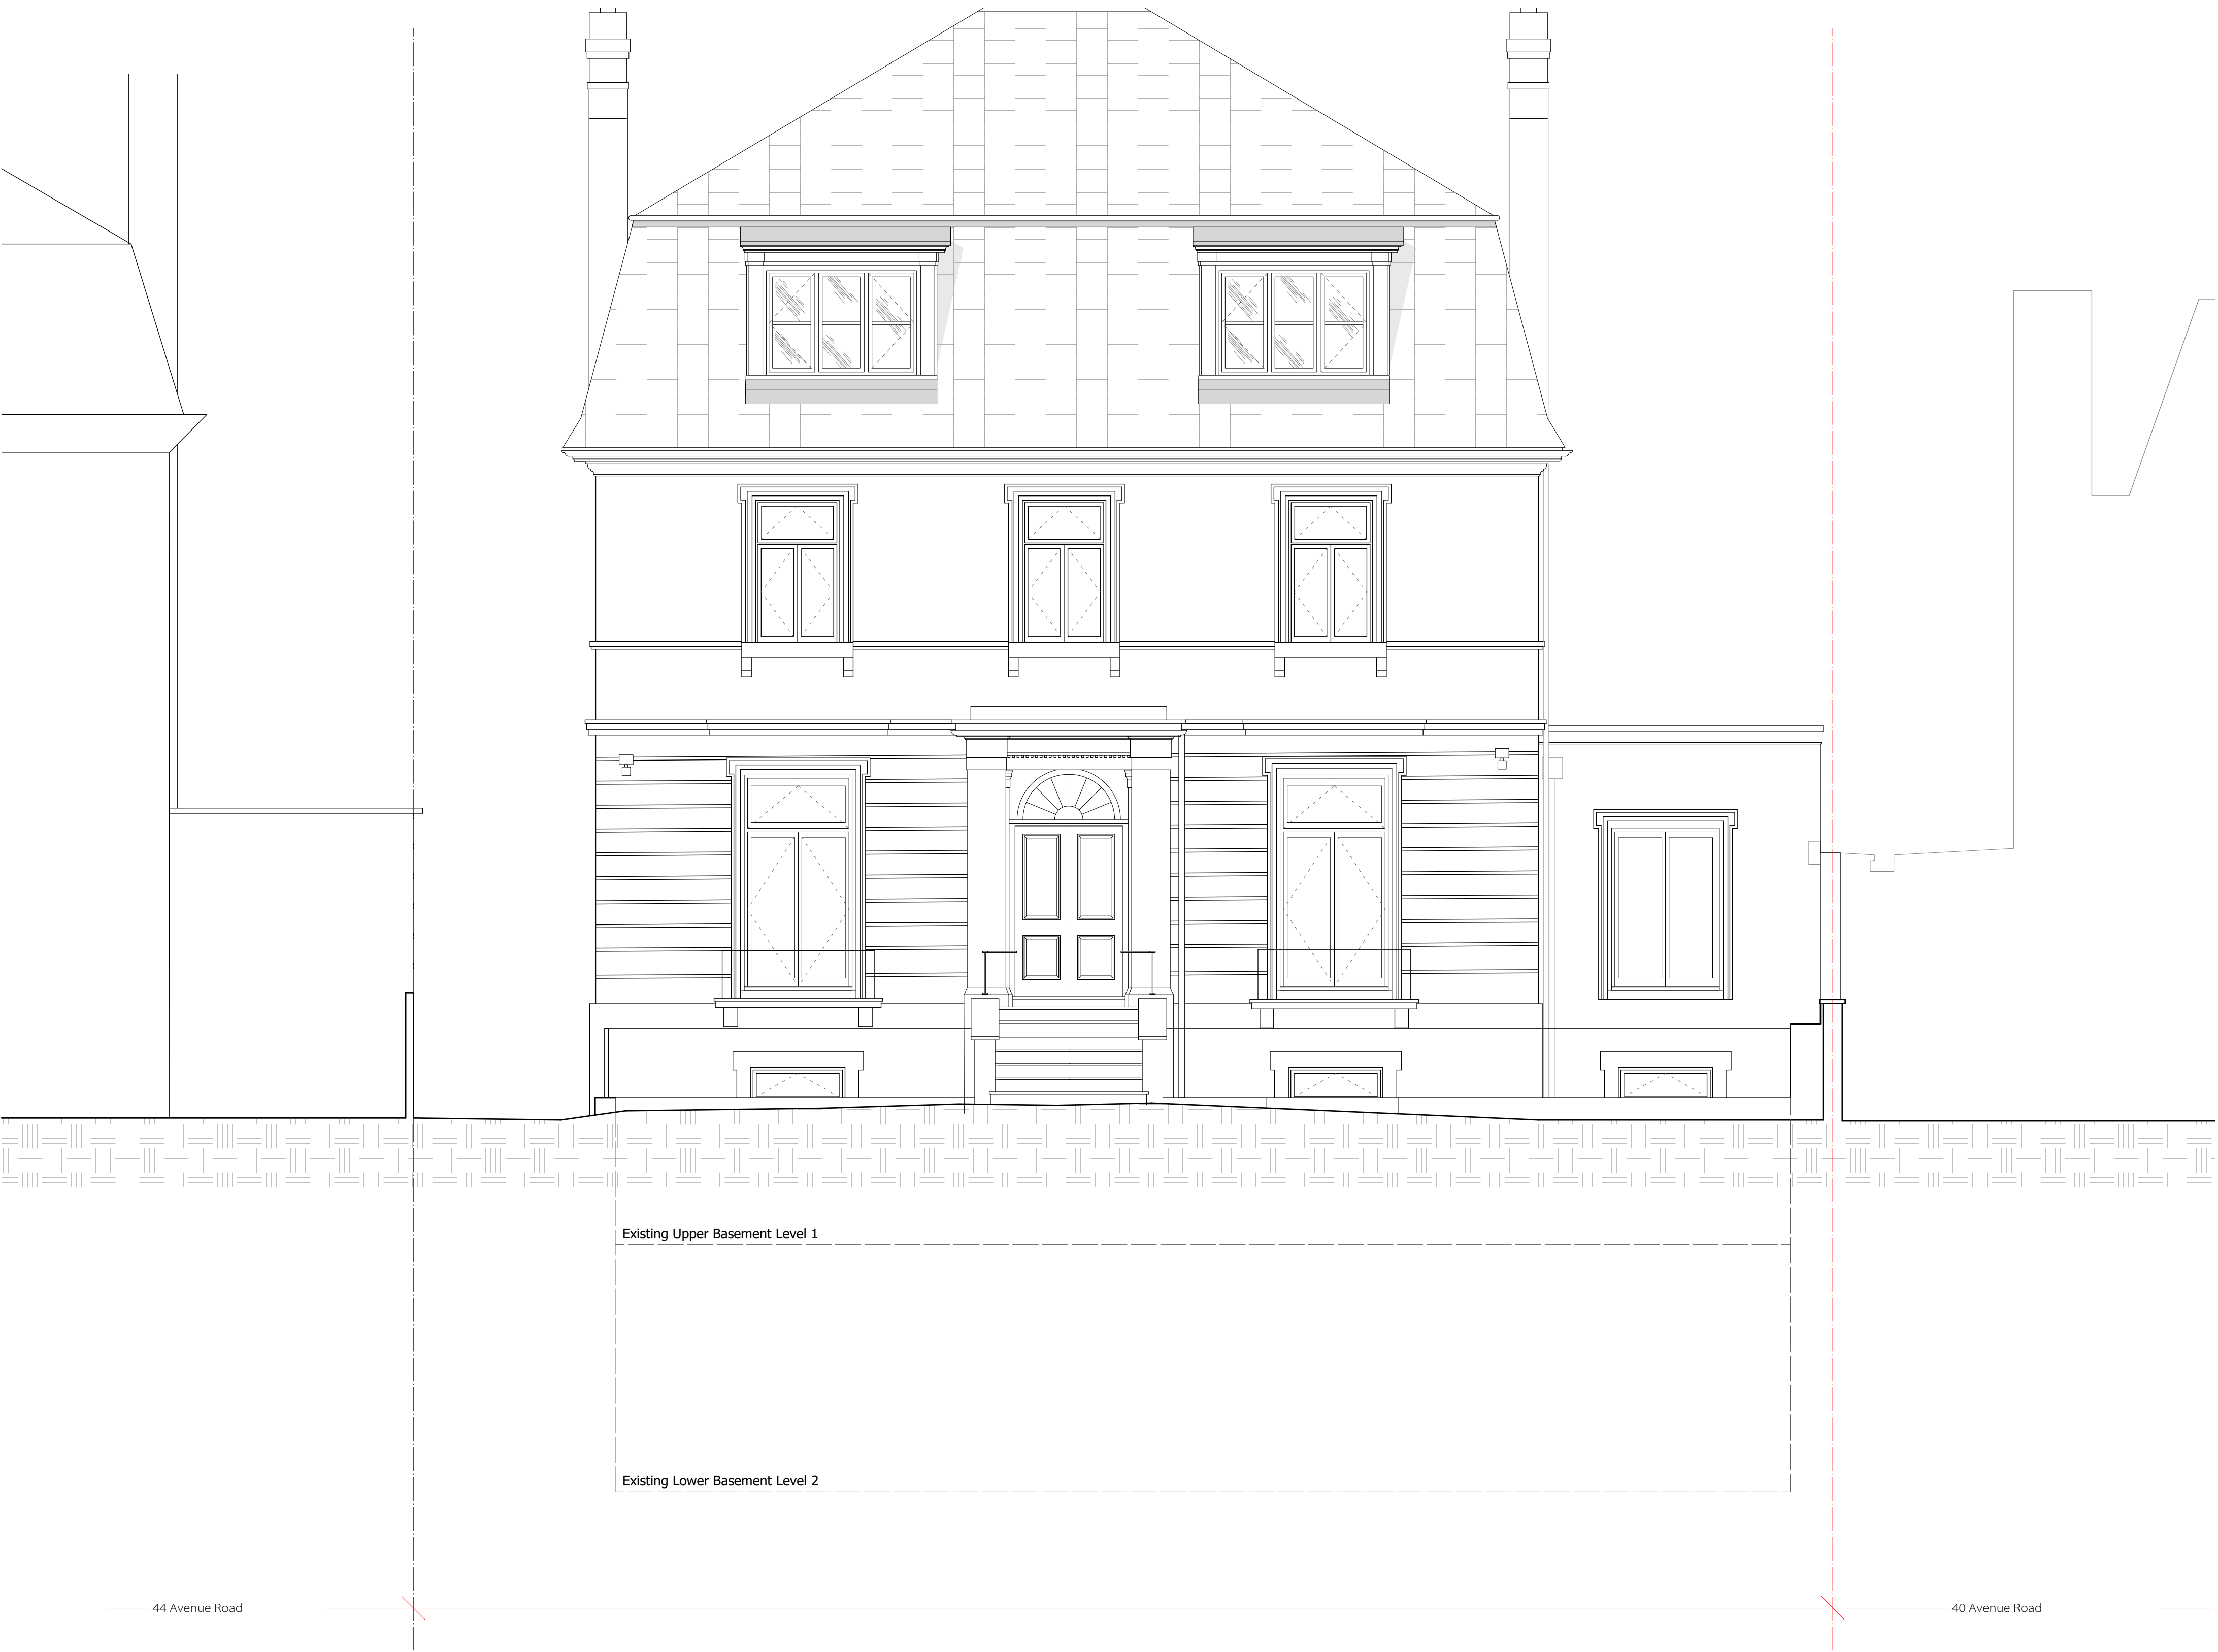 Existing Upper Basement Level 1
Existing Lower Basement Level 2
44 Avenue Road
40 Avenue Road